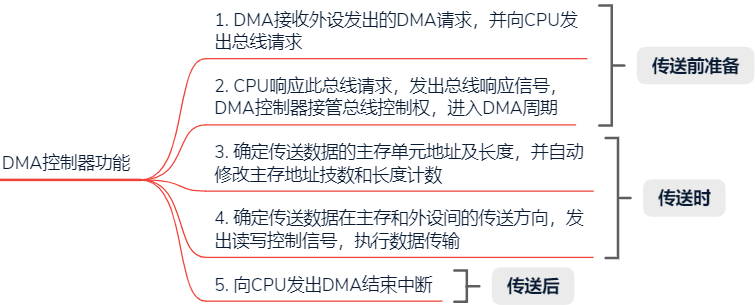 DMA控制器功能
1. DMA接收外设发出的DMA请求，并向CPU发
出总线请求
2. CPU响应此总线请求，发出总线响应信号，
DMA控制器接管总线控制权，进入DMA周期
传送前准备
3. 确定传送数据的主存单元地址及长度，并自动
修改主存地址技数和长度计数
4. 确定传送数据在主存和外设间的传送方向，发
出读写控制信号，执行数据传输
传送时
5. 向CPU发出DMA结束中断
传送后